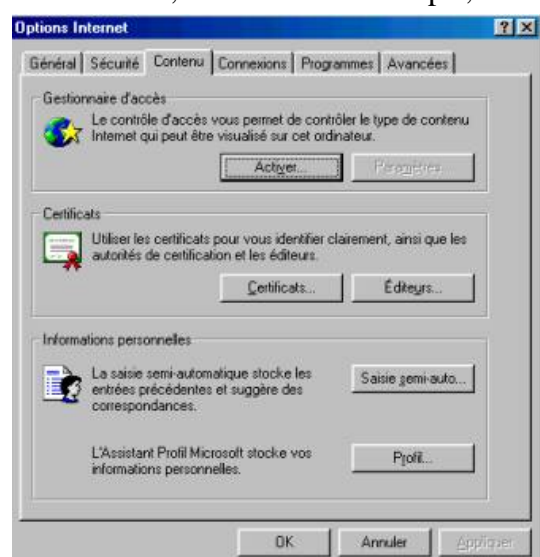 Options Internet
Général Sécurité Contenu Connexions Programmes Avancées
Gestionnaire d'accès
Le contrôle d'accès vous permet de contrôler le type de contenu
Internet qui peut être visualisé sur cet ordinateur.
Activer... Paramètres...
Certificats
Utiliser les certificats pour vous identifier clairement, ainsi que les
autorités de certification et les éditeurs.
Certificats... Éditeurs...
Informations personnelles
La saisie semi-automatique stocke les
entrées précédentes et suggère des
correspondances.
Saisie semi-auto...
L'Assistant Profil Microsoft stocke vos
informations personnelles.
Profil...
OK Annuler Appliquer